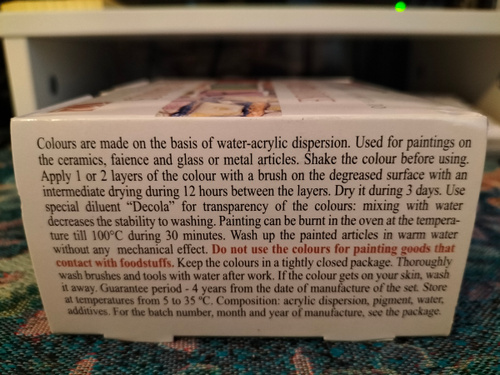 Colours are made on the basis of water-acrylic dispersion. Used for paintings on
the ceramics, faience and glass or metal articles. Shake the colour before using.
Apply 1 or 2 layers of the colour with a brush on the degreased surface with an
intermediate drying during 12 hours between the layers. Dry it during 3 days. Use
special diluent "Decola" for transparency of the colours: mixing with water
decreases the stability to washing. Painting can be burnt in the oven at the tempera-
ture till 100°C during 30 minutes. Wash up the painted articles in warm water
without any mechanical effect. Do not use the colours for painting goods that
contact with foodstuffs. Keep the colours in a tightly closed package. Thoroughly
wash brushes and tools with water after work. If the colour gets on your skin, wash
it away. Guarantee period - 4 years from the date of manufacture of the set. Store
at temperatures from 5 to 35 °C. Composition: acrylic dispersion, pigment, water,
additives. For the batch number, month and year of manufacture, see the package.